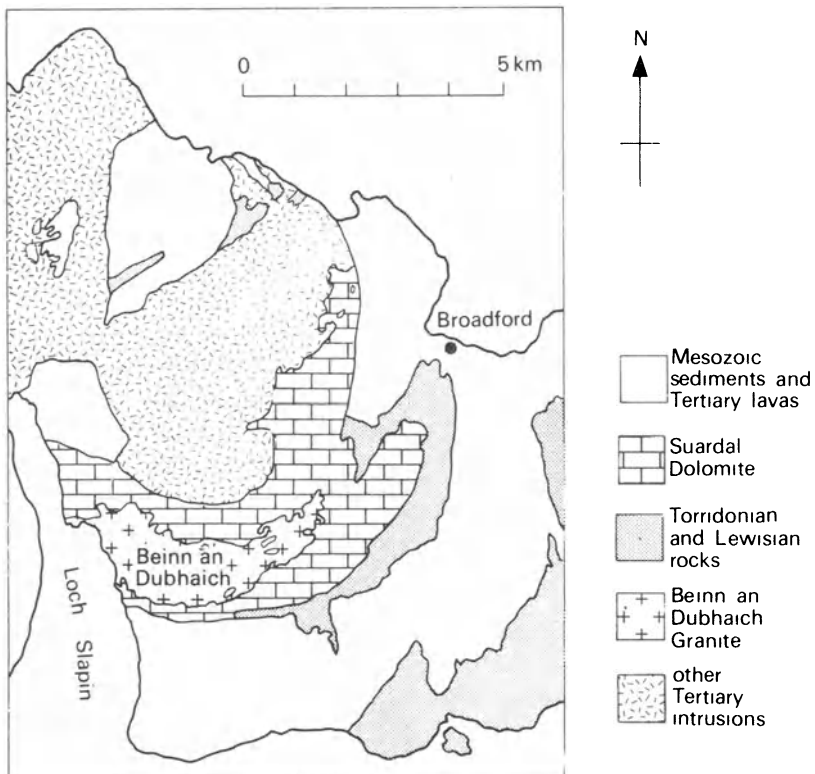 0 5 km
N
Broadford
Beinn an
Dubhaich
Loch Slapin
Mesozoic
sediments and
Tertiary lavas
Suardal
Dolomite
Torridonian
and Lewisian
rocks
Beinn an
Dubhaich
Granite
other
Tertiary
intrusions